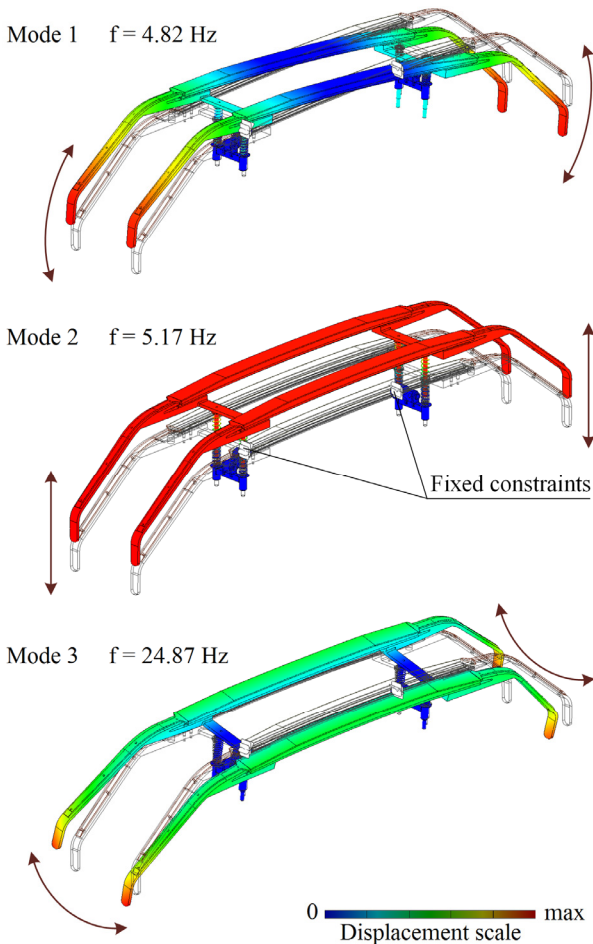 Mode 1 f = 4.82 Hz
Mode 2 f = 5.17 Hz
Fixed constraints
Mode 3 f = 24.87 Hz
0 max
Displacement scale